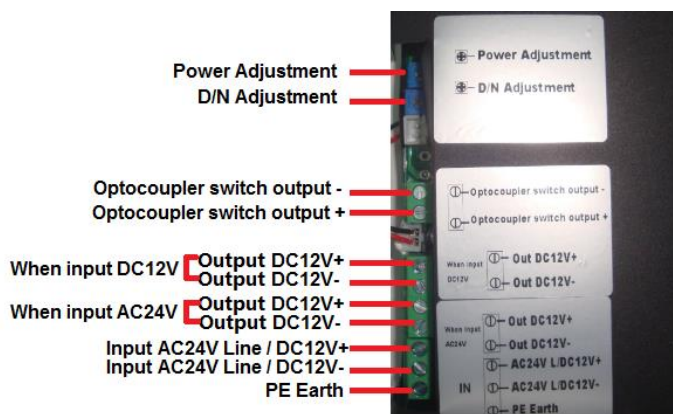 Power Adjustment
D/N Adjustment
Optocoupler switch output -
Optocoupler switch output +
When input DC12V
Output DC12V+
Output DC12V-
When input AC24V
Output DC12V+
Output DC12V-
Input AC24V Line / DC12V+
Input AC24V Line / DC12V-
PE Earth
Power Adjustment
D/N Adjustment
Optocoupler switch output -
Optocoupler switch output +
When input
DC12V
Out DC12V+
Out DC12V-
When input
AC24V
Out DC12V+
Out DC12V-
IN
AC24V L/DC12V+
AC24V L/DC12V-
PE Earth